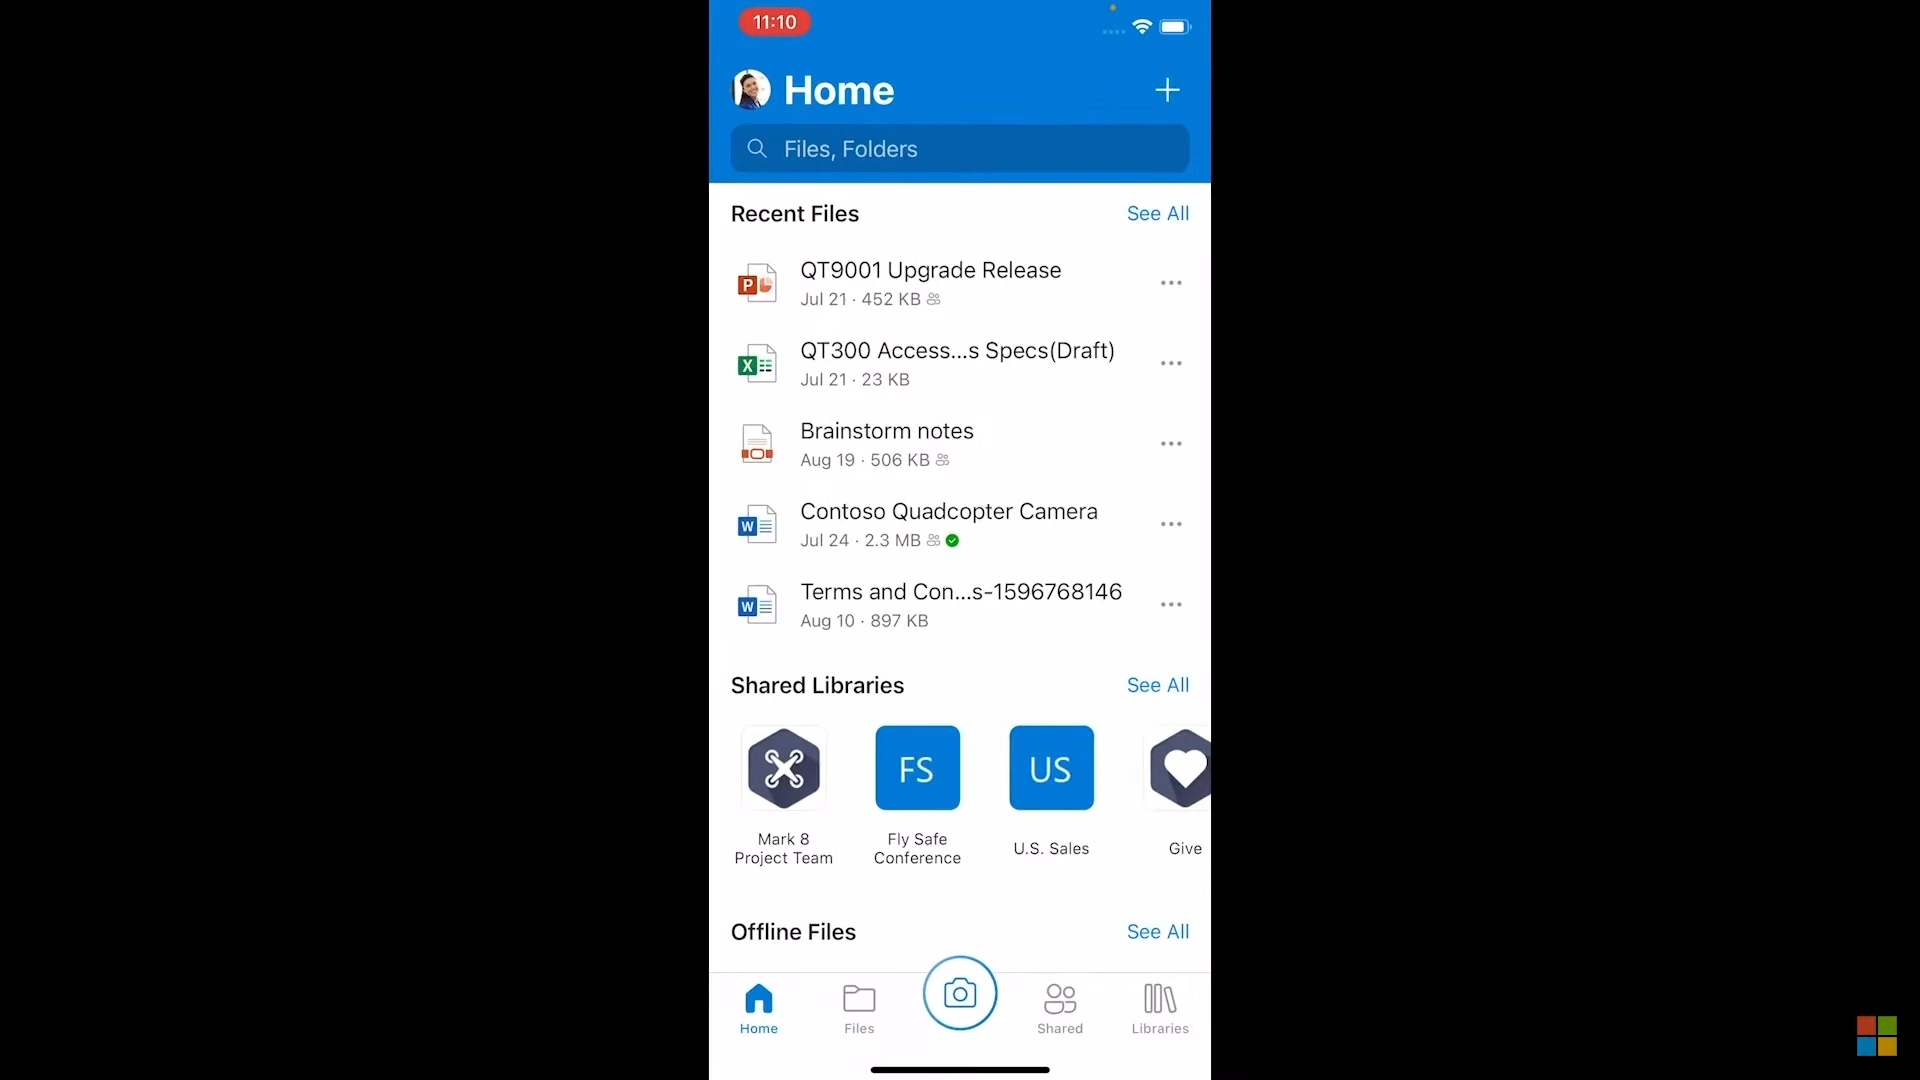 11:10
Home
Files, Folders
Recent Files
See All
P
QT9001 Upgrade Release
Jul 21 · 452 KB
X
QT300 Access...s Specs(Draft)
Jul 21 · 23 KB
Brainstorm notes
Aug 19 · 506 KB
W
Contoso Quadcopter Camera
Jul 24 · 2.3 MB
W
Terms and Con...s-1596768146
Aug 10 · 897 KB
Shared Libraries
See All
FS
US
Mark 8
Project Team
Fly Safe
Conference
U.S. Sales
Give
Offline Files
See All
Home
Files
Shared
Libraries